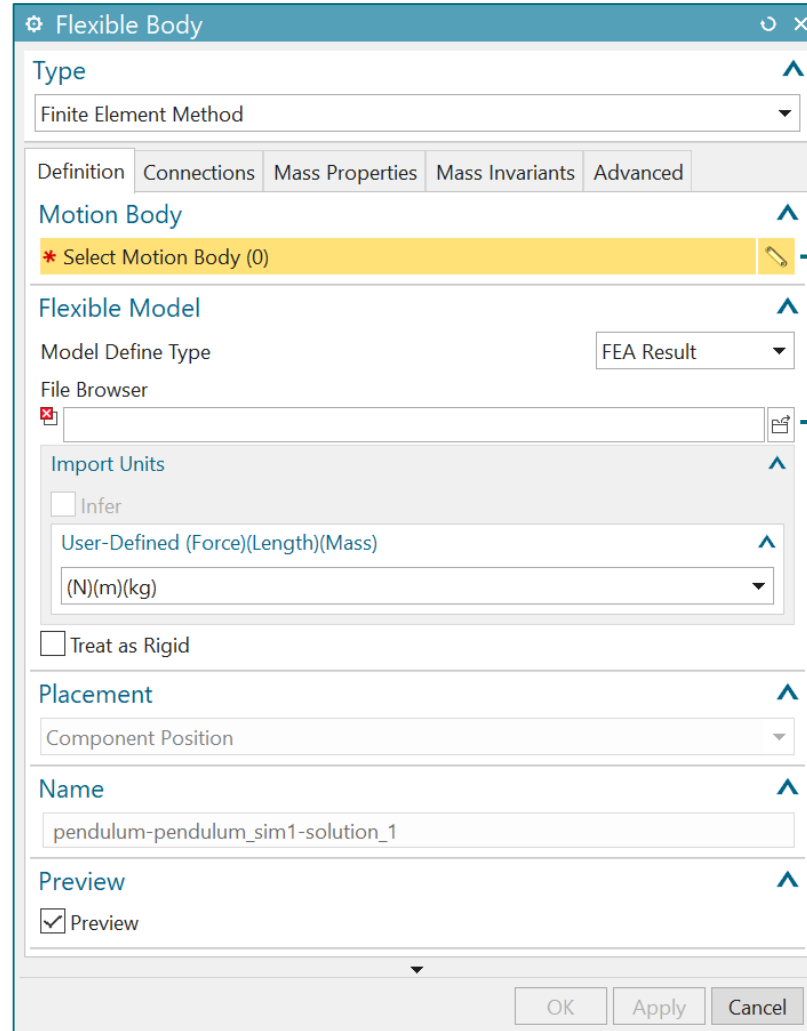 Flexible Body
Type
Finite Element Method
Definition Connections Mass Properties Mass Invariants Advanced
Motion Body
* Select Motion Body (0)
Flexible Model
Model Define Type FEA Result
File Browser
Import Units
Infer
User-Defined (Force)(Length)(Mass)
(N)(m)(kg)
Treat as Rigid
Placement
Component Position
Name
pendulum-pendulum_sim1-solution_1
Preview
Preview
OK Apply Cancel